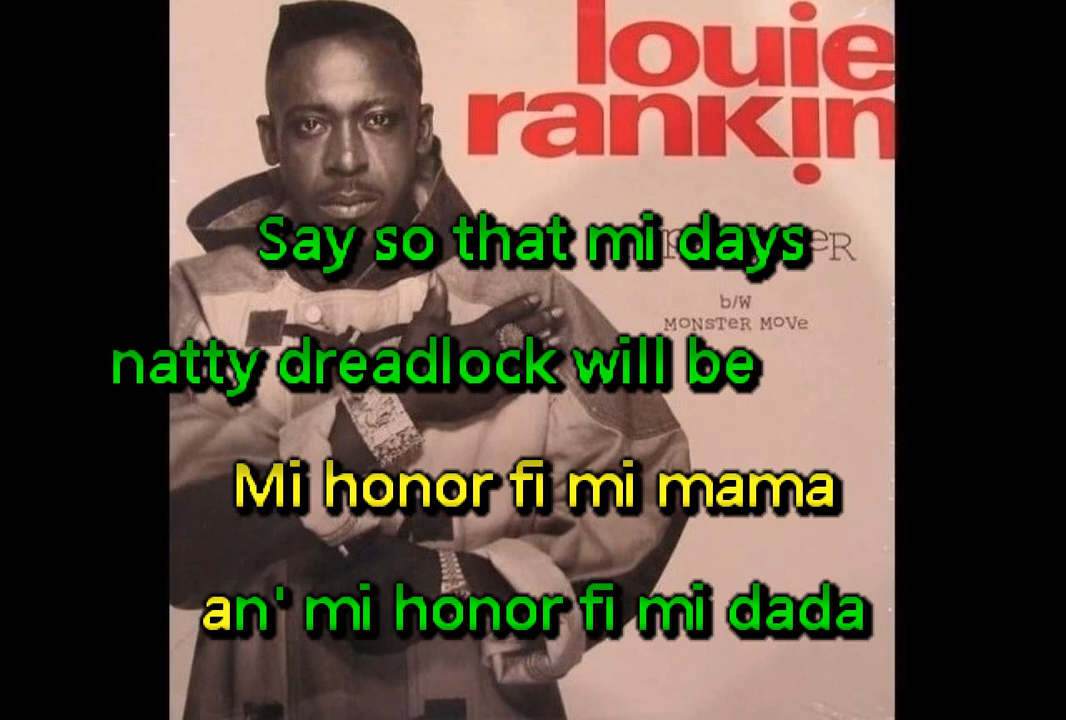 louie
rankin
Say so that mi days
b/w
MONSTeR MOVe
natty dreadlock will be
Mi honor fi mi mama
an' mi honor fi mi dada